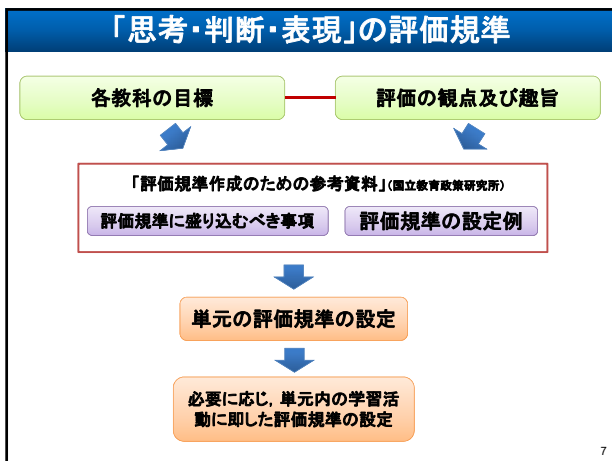 「思考・判断・表現」の評価規準
各教科の目標
評価の観点及び趣旨
「評価規準作成のための参考資料」(国立教育政策研究所)
評価規準に盛り込むべき事項
評価規準の設定例
単元の評価規準の設定
必要に応じ，単元内の学習活
動に即した評価規準の設定
7